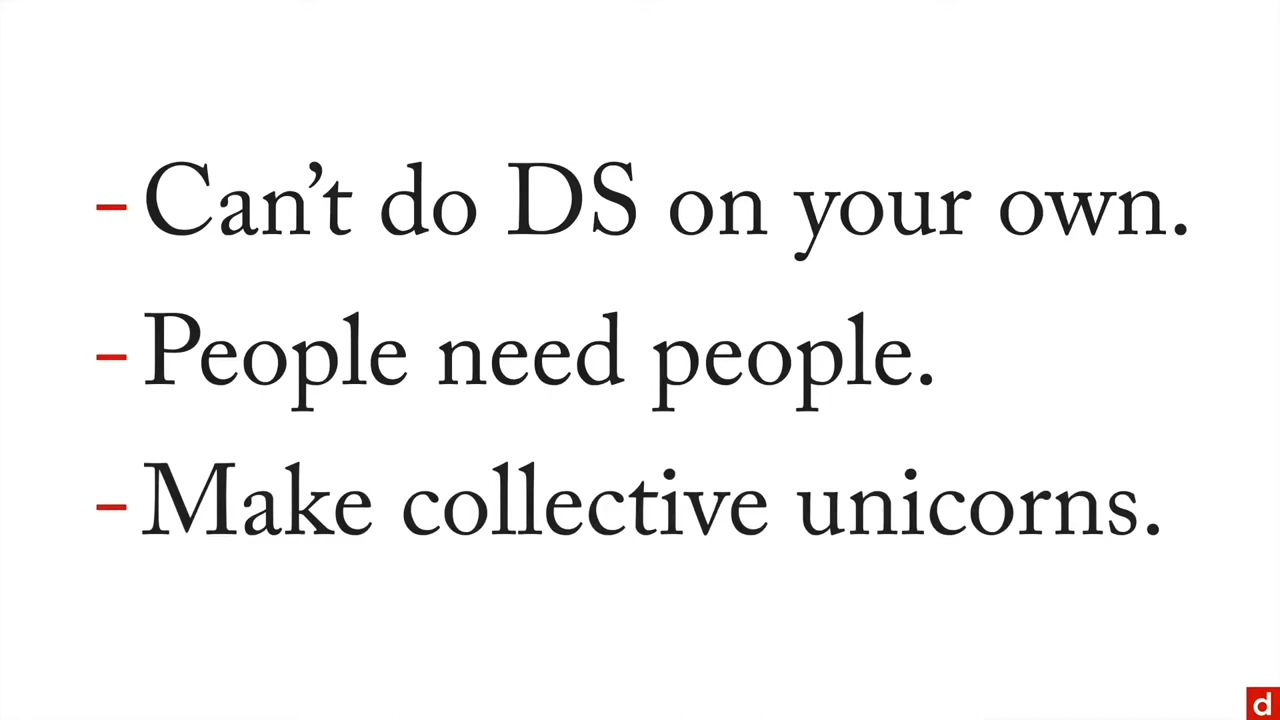 - Can't do DS on your own.
- People need people.
- Make collective unicorns.
d